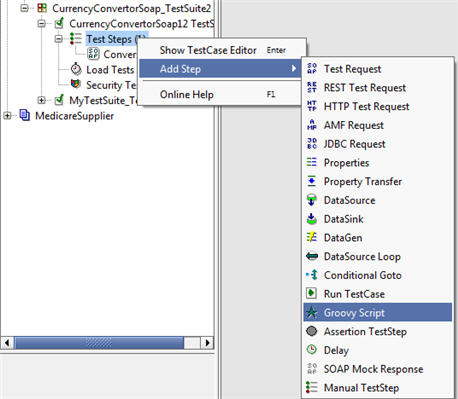 CurrencyConvertorSoap_TestSuite2
CurrencyConvertorSoap12 TestS
Test Steps (1)
Conver
Load Tests
Security Te
MyTestSuite_Te
MedicareSupplier
Show TestCase Editor Enter
Add Step
Online Help F1
Test Request
REST Test Request
HTTP Test Request
AMF Request
JDBC Request
Properties
Property Transfer
DataSource
DataSink
DataGen
DataSource Loop
Conditional Goto
Run TestCase
Groovy Script
Assertion TestStep
Delay
SOAP Mock Response
Manual TestStep